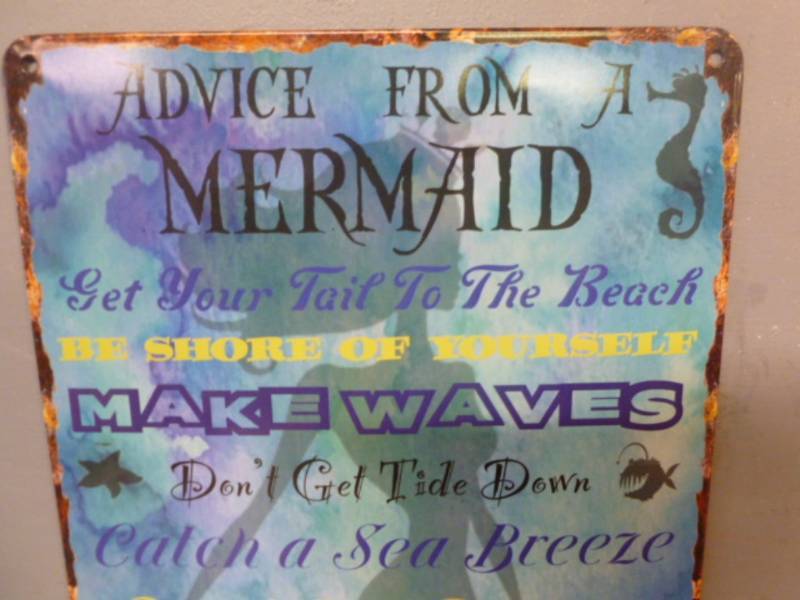 ADVICE FROM A
MERMAID
Get Your Tail To The Beach
BE SHORE OF YOURSELF
MAKE WAVES
Don't Get Tide Down
Catch a Sea Breeze